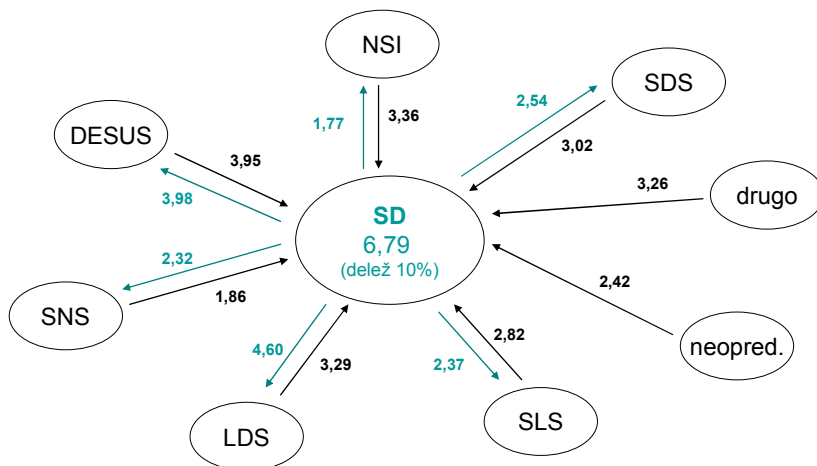 NSI
SDS
2,54
1,77
3,36
DESUS
3,95
3,02
3,98
3,26
drugo
SD
6,79
(delež 10%)
2,32
2,42
SNS
1,86
4,60
2,82
neopred.
3,29
2,37
LDS
SLS